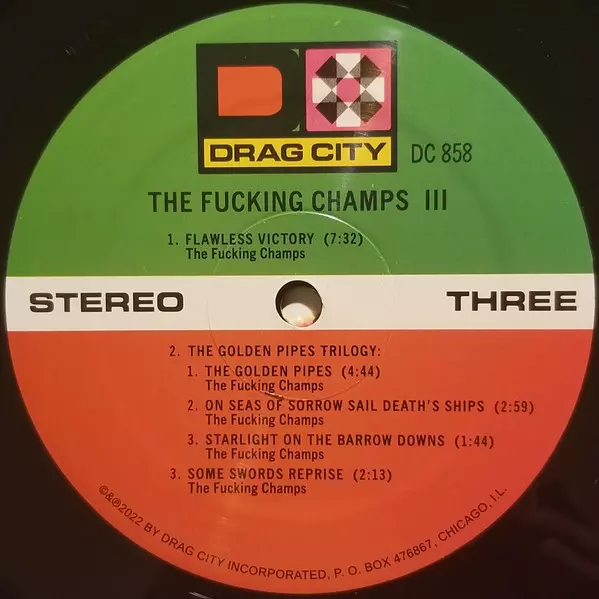 DRAG CITY
DC 858
THE FUCKING CHAMPS III
1. FLAWLESS VICTORY (7:32)
The Fucking Champs
STEREO
THREE
2. THE GOLDEN PIPES TRILOGY:
1. THE GOLDEN PIPES (4:44)
The Fucking Champs
2. ON SEAS OF SORROW SAIL DEATH'S SHIPS (2:59)
The Fucking Champs
3. STARLIGHT ON THE BARROW DOWNS (1:44)
The Fucking Champs
3. SOME SWORDS REPRISE (2:13)
The Fucking Champs
©&℗2022 BY DRAG CITY INCORPORATED, P. O. BOX 476867, CHICAGO, I.L.